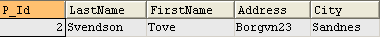 P_Id LastName FirstName Address City
2 Svendson Tove Borgvn23 Sandnes